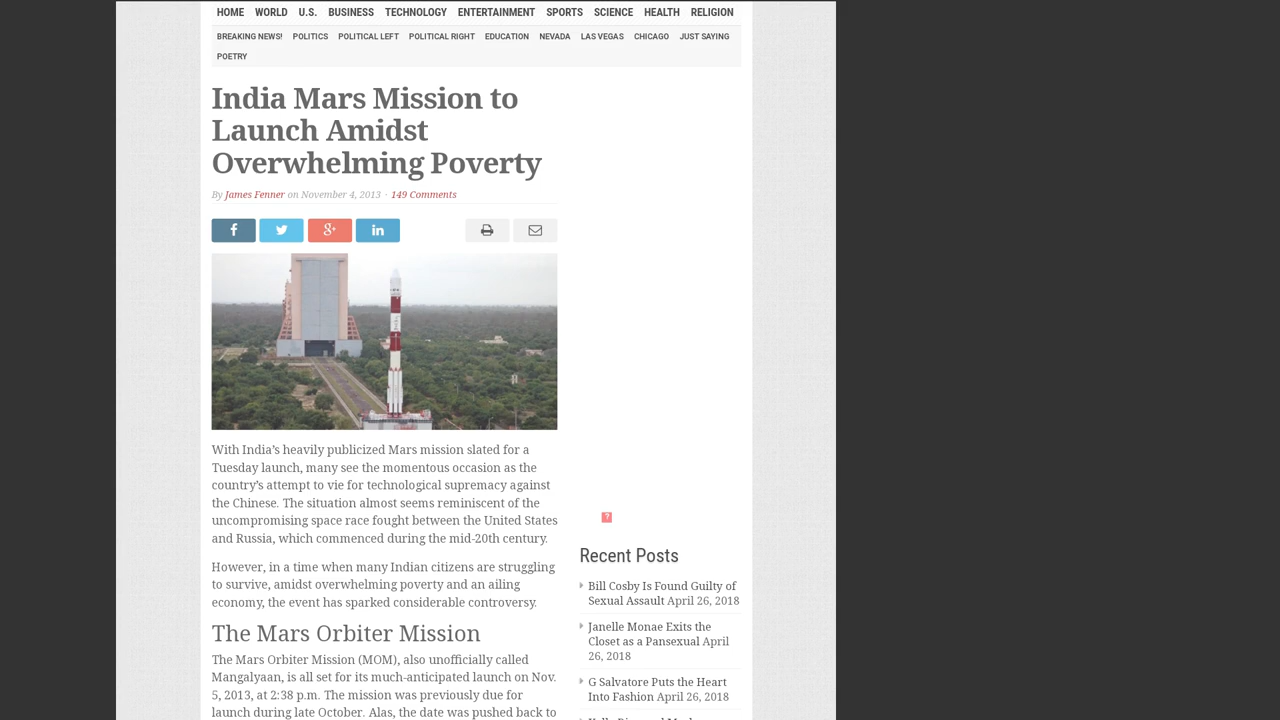 HOME WORLD U.S. BUSINESS TECHNOLOGY ENTERTAINMENT SPORTS SCIENCE HEALTH RELIGION
BREAKING NEWS! POLITICS POLITICAL LEFT POLITICAL RIGHT EDUCATION NEVADA LAS VEGAS CHICAGO JUST SAYING
POETRY
India Mars Mission to
Launch Amidst
Overwhelming Poverty
By James Fenner on November 4, 2013 · 149 Comments
With India’s heavily publicized Mars mission slated for a
Tuesday launch, many see the momentous occasion as the
country’s attempt to vie for technological supremacy against
the Chinese. The situation almost seems reminiscent of the
uncompromising space race fought between the United States
and Russia, which commenced during the mid-20th century.
However, in a time when many Indian citizens are struggling
to survive, amidst overwhelming poverty and an ailing
economy, the event has sparked considerable controversy.
The Mars Orbiter Mission
The Mars Orbiter Mission (MOM), also unofficially called
Mangalyaan, is all set for its much-anticipated launch on Nov.
5, 2013, at 2:38 p.m. The mission was previously due for
launch during late October. Alas, the date was pushed back to
?
Recent Posts
Bill Cosby Is Found Guilty of
Sexual Assault April 26, 2018
Janelle Monae Exits the
Closet as a Pansexual April
26, 2018
G Salvatore Puts the Heart
Into Fashion April 26, 2018